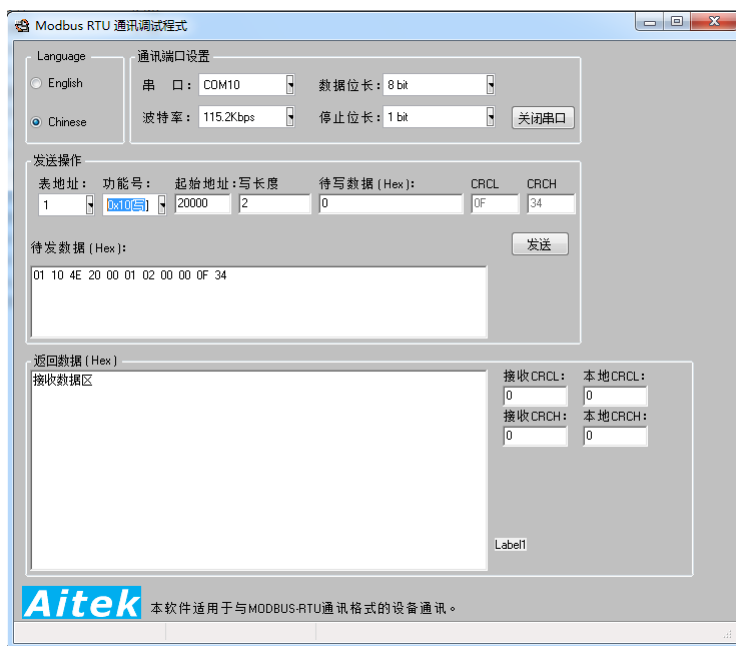 Modbus RTU 通讯调试程式
Language
English
Chinese
通讯端口设置
串 口: COM10
数据位长: 8 bit
波特率: 115.2Kbps
停止位长: 1 bit
关闭串口
发送操作
表地址: 功能号: 起始地址:写长度 待写数据(Hex): CRCL CRCH
1 0x10[写] 20000 2 0 0F 34
待发数据(Hex):
发送
01 10 4E 20 00 01 02 00 00 0F 34
返回数据(Hex)
接收数据区
接收CRCL: 本地CRCL:
0 0
接收CRCH: 本地CRCH:
0 0
Label1
Aitek 本软件适用于与MODBUS-RTU通讯格式的设备通讯。